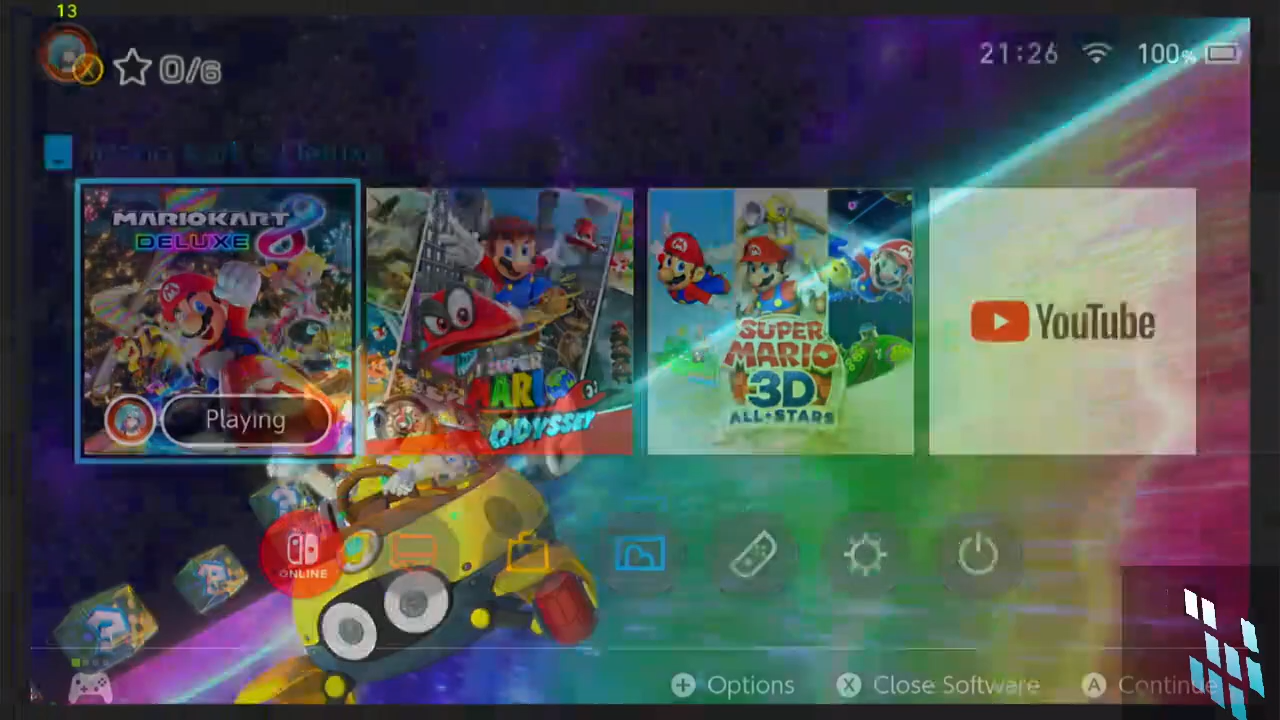 13
X 0/6
21:26 100%
MARIOKART 8
DELUXE
Playing
SUPER
MARIO
ODYSSEY
SUPER
MARIO
3D
ALL-STARS
YouTube
ONLINE
+ Options X Close Software A Continue